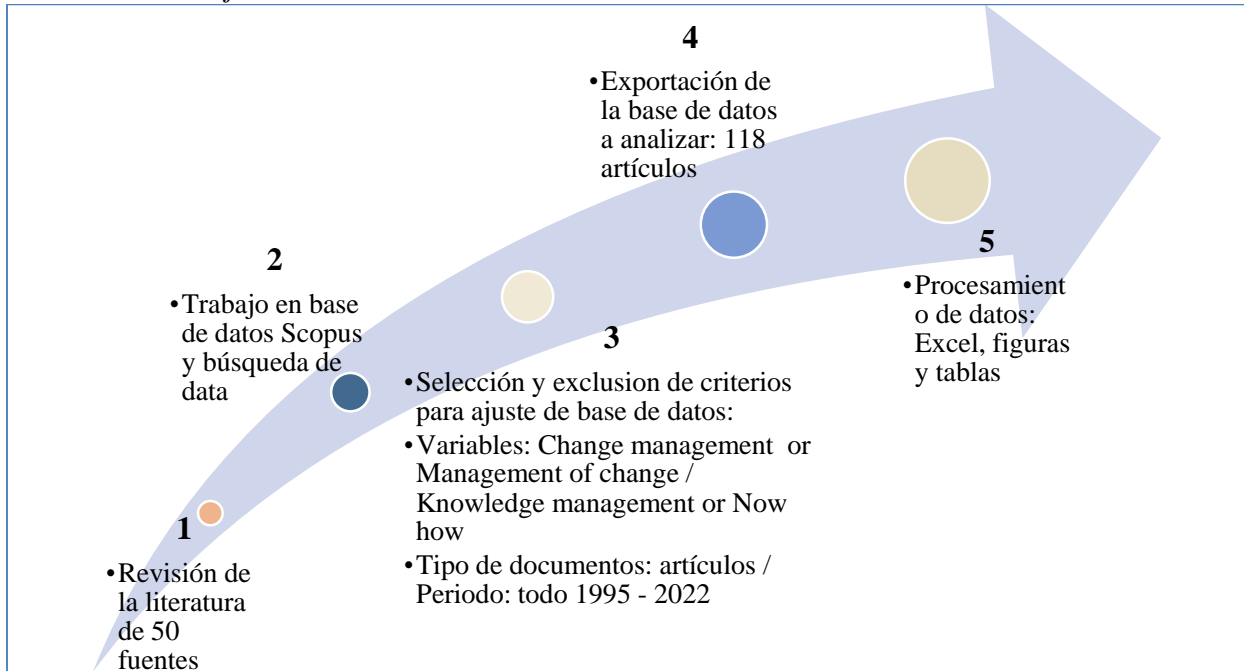 1
•Revisión de
la literatura
de 50
fuentes
2
•Trabajo en base
de datos Scopus
y búsqueda de
data
3
•Selección y exclusion de criterios
para ajuste de base de datos:
•Variables: Change management or
Management of change /
Knowledge management or Now
how
•Tipo de documentos: artículos /
Periodo: todo 1995 - 2022
4
•Exportación de
la base de datos
a analizar: 118
artículos
5
•Procesamient
o de datos:
Excel, figuras
y tablas